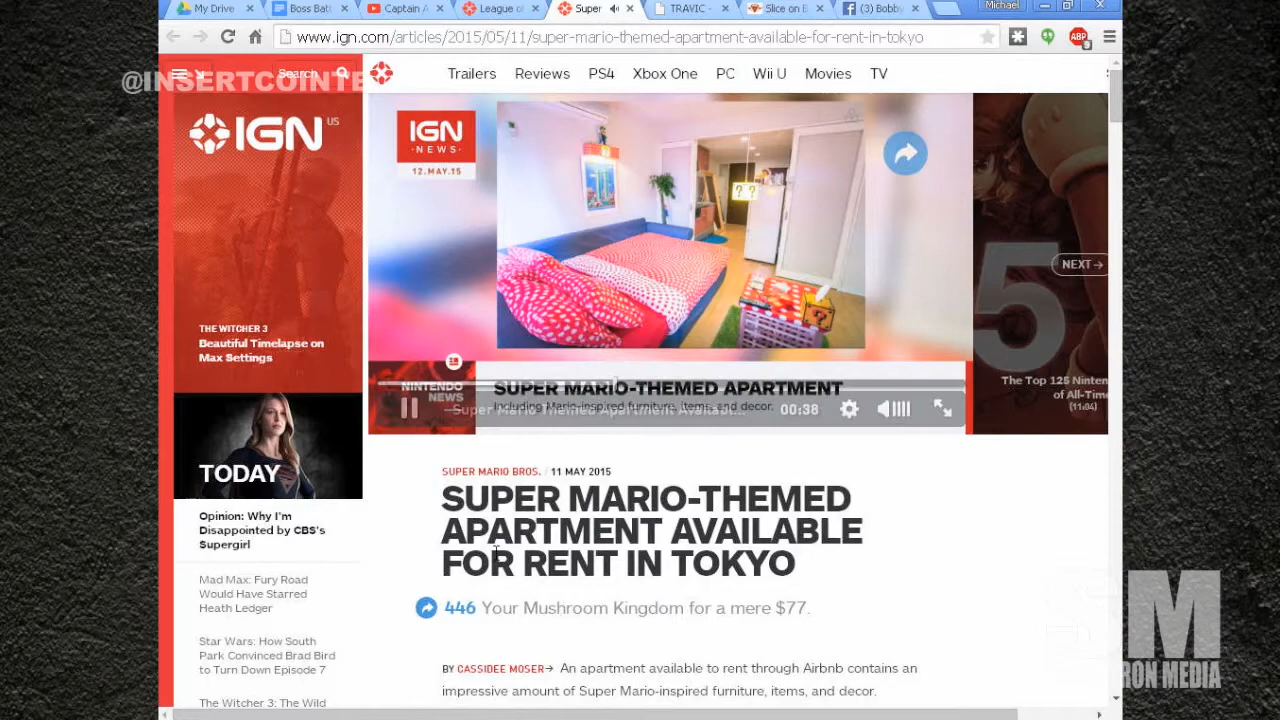 My Drive
Boss Batt
Captain A
League of
Super
TRAVIC -
Slice on B
(3) Bobby
Michael
www.ign.com/articles/2015/05/11/super-mario-themed-apartment-available-for-rent-in-tokyo
ABP
@INSERTCOINTE
Search
Trailers
Reviews
PS4
Xbox One
PC
Wii U
Movies
TV
IGN US
IGN
NEWS
12.MAY.15
? ?
?
5
NEXT→
THE WITCHER 3
Beautiful Timelapse on
Max Settings
The Top 125 Ninten
of All-Time
(11:04)
NINTENDO
NEWS
SUPER MARIO-THEMED APARTMENT
Including Mario-inspired furniture, items, and decor.
Super Mario Themed Apartment Availabl...
00:38
TODAY
SUPER MARIO BROS. / 11 MAY 2015
SUPER MARIO-THEMED
APARTMENT AVAILABLE
FOR RENT IN TOKYO
446 Your Mushroom Kingdom for a mere $77.
BY CASSIDEE MOSER→ An apartment available to rent through Airbnb contains an
impressive amount of Super Mario-inspired furniture, items, and decor.
Opinion: Why I'm
Disappointed by CBS's
Supergirl
Mad Max: Fury Road
Would Have Starred
Heath Ledger
Star Wars: How South
Park Convinced Brad Bird
to Turn Down Episode 7
The Witcher 3: The Wild
M
RON MEDIA